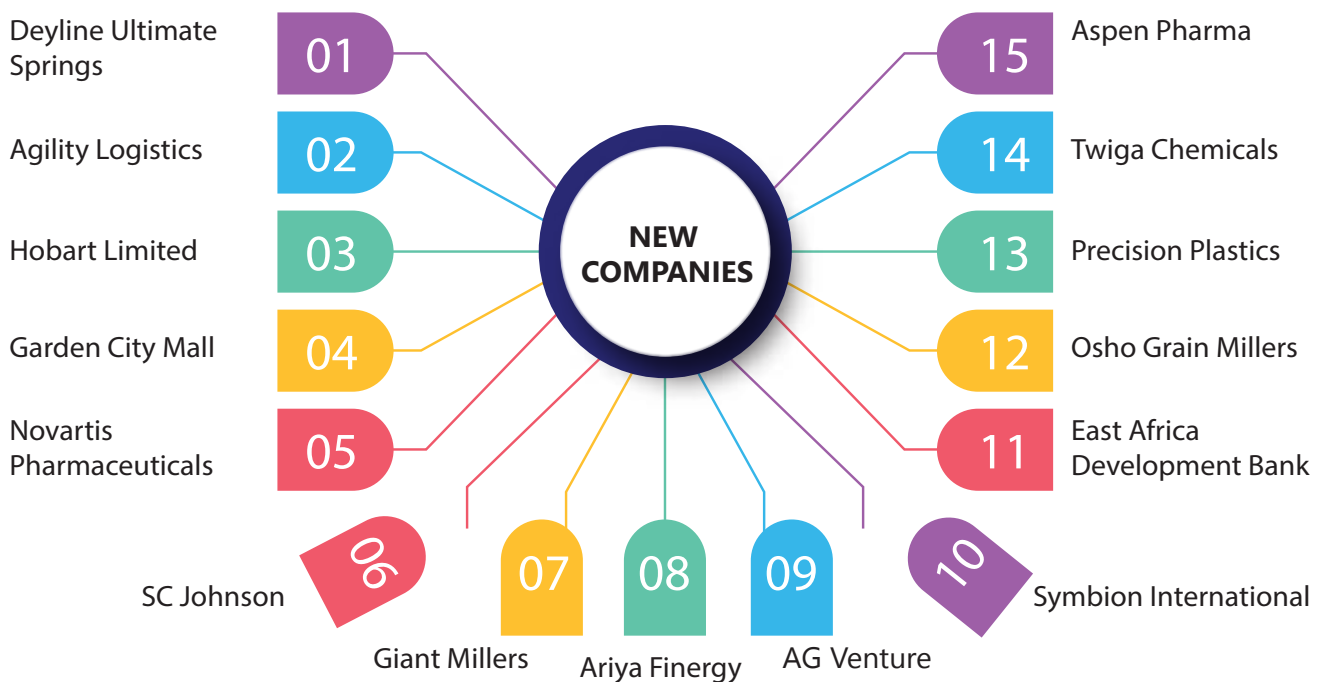 Deyline Ultimate
Springs
01
Agility Logistics
02
Hobart Limited
03
Garden City Mall
04
Novartis
Pharmaceuticals
05
SC Johnson
06
Giant Millers
07
Ariya Finergy
08
AG Venture
09
Symbion International
10
East Africa
Development Bank
11
Osho Grain Millers
12
Precision Plastics
13
Twiga Chemicals
14
Aspen Pharma
15
NEW
COMPANIES